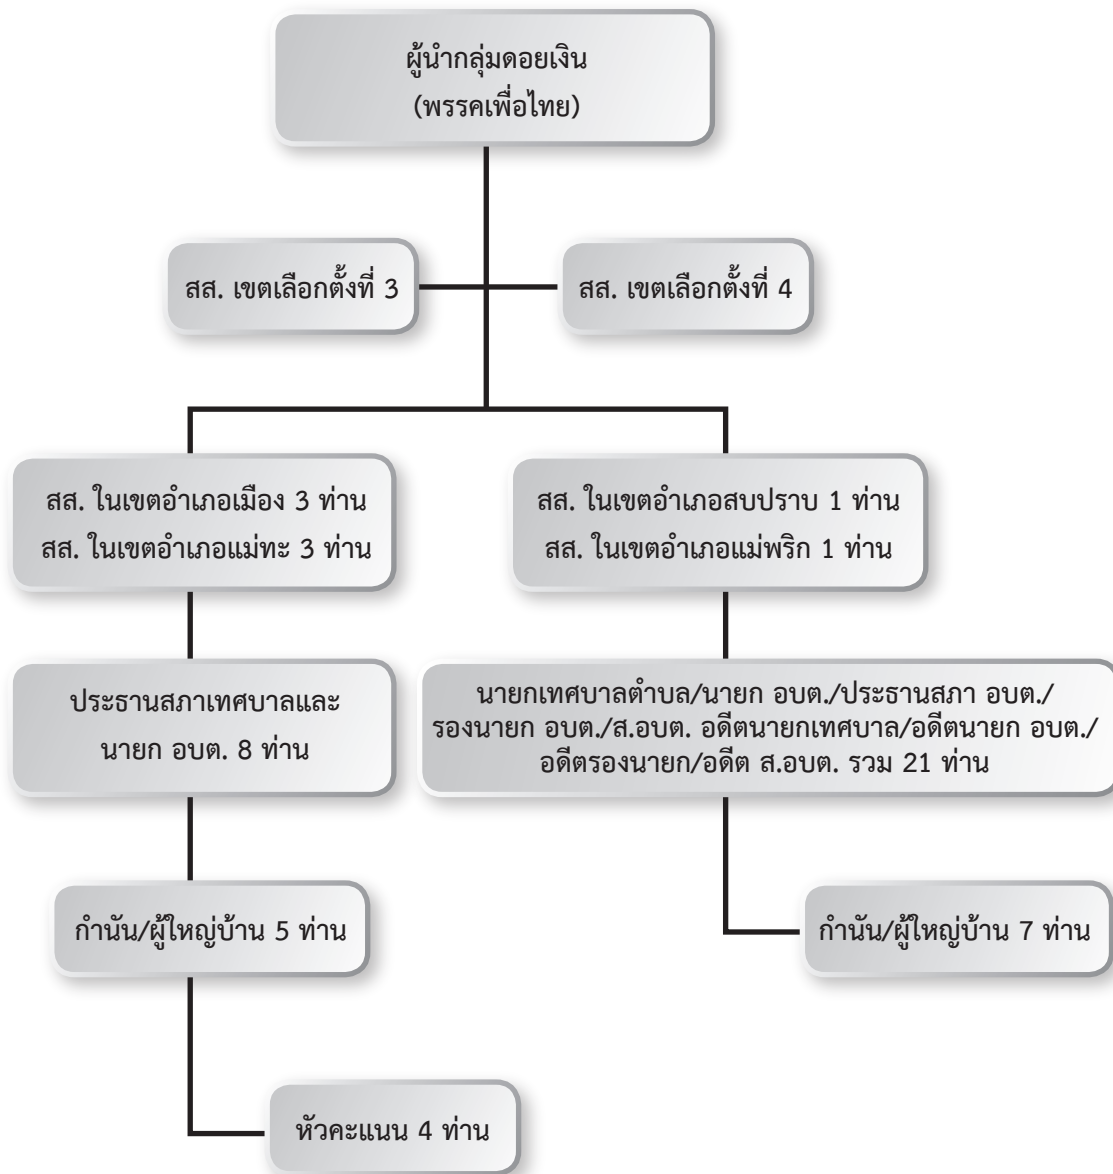 ผู้นำกลุ่มดอยเงิน
(พรรคเพื่อไทย)
สส. เขตเลือกตั้งที่ 3
สส. เขตเลือกตั้งที่ 4
สส. ในเขตอำเภอเมือง 3 ท่าน
สส. ในเขตอำเภอแม่ทะ 3 ท่าน
สส. ในเขตอำเภอสบปราบ 1 ท่าน
สส. ในเขตอำเภอแม่พริก 1 ท่าน
ประธานสภาเทศบาลและ
นายก อบต. 8 ท่าน
นายกเทศบาลตำบล/นายก อบต./ประธานสภา อบต./
รองนายก อบต./ส.อบต. อดีตนายกเทศบาล/อดีตนายก อบต./
อดีตรองนายก/อดีต ส.อบต. รวม 21 ท่าน
กำนัน/ผู้ใหญ่บ้าน 5 ท่าน
กำนัน/ผู้ใหญ่บ้าน 7 ท่าน
หัวคะแนน 4 ท่าน